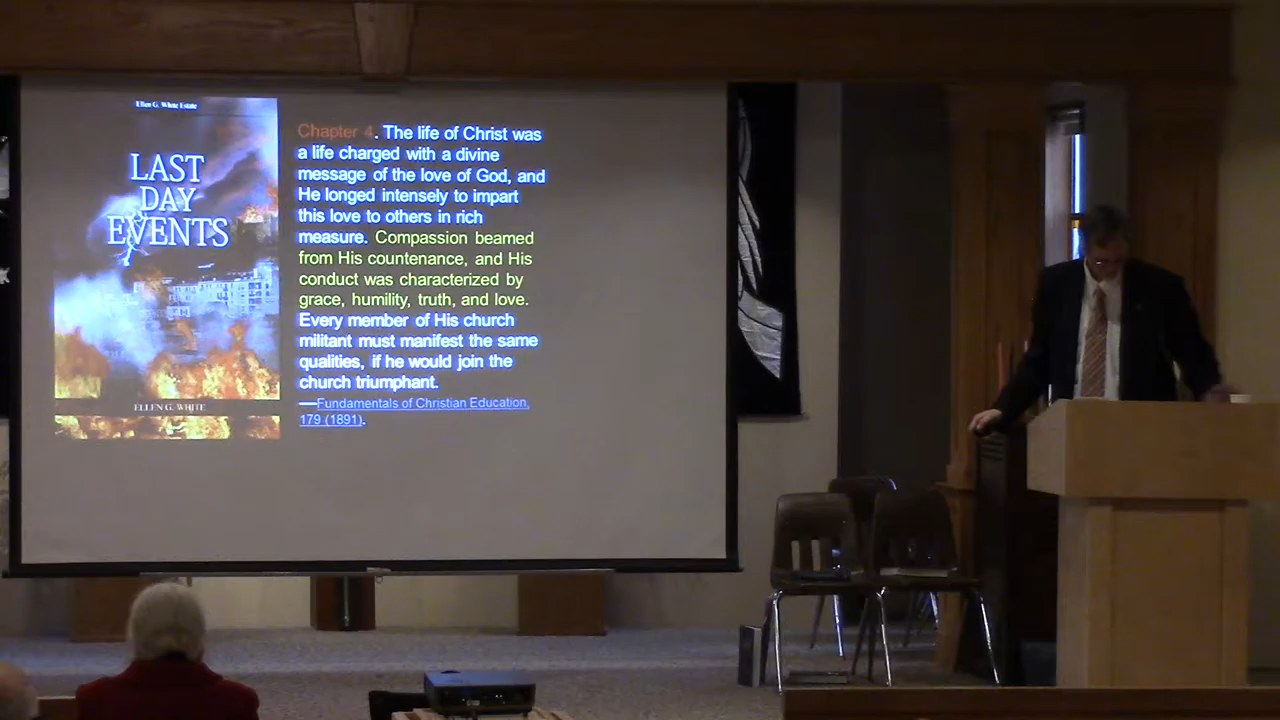 Ellen G. White Estate
LAST
DAY
EVENTS
ELLEN G. WHITE
Chapter 4. The life of Christ was
a life charged with a divine
message of the love of God, and
He longed intensely to impart
this love to others in rich
measure. Compassion beamed
from His countenance, and His
conduct was characterized by
grace, humility, truth, and love.
Every member of His church
militant must manifest the same
qualities, if he would join the
church triumphant.
—Fundamentals of Christian Education,
179 (1891).